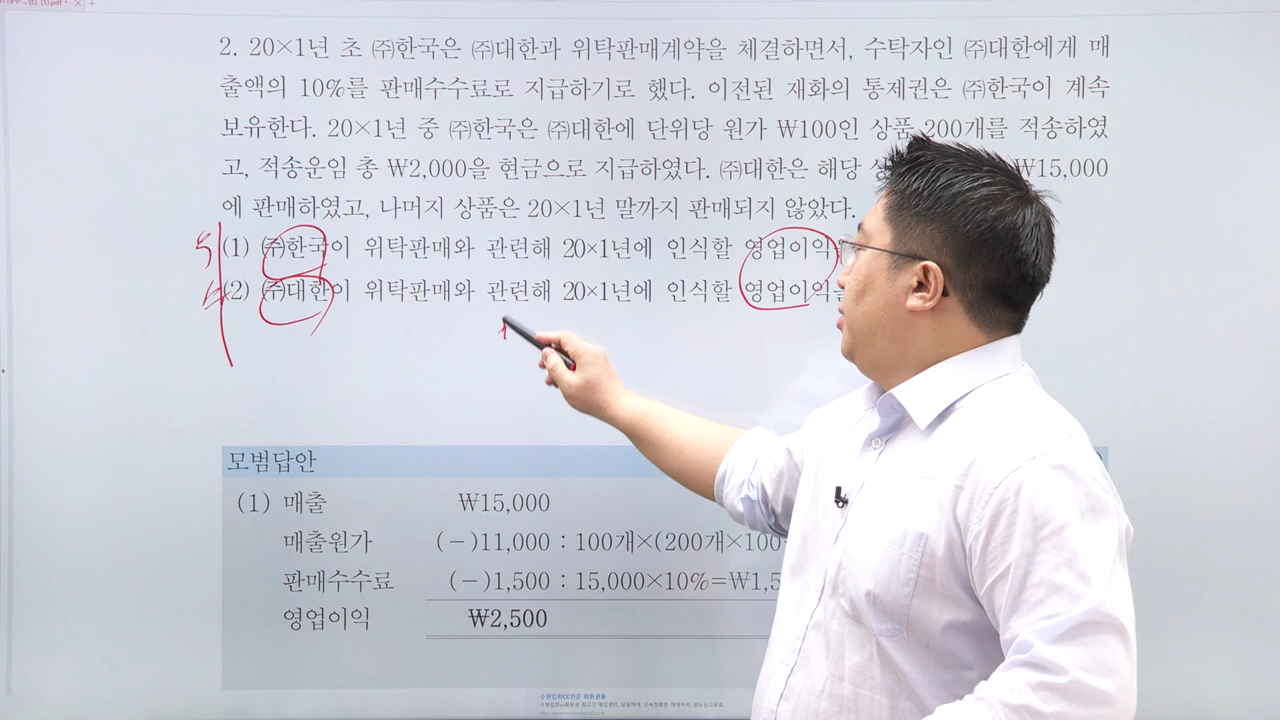 2. 20×1년 초 ㈜한국은 ㈜대한과 위탁판매계약을 체결하면서, 수탁자인 ㈜대한에게 매
출액의 10%를 판매수수료로 지급하기로 했다. 이전된 재화의 통제권은 ㈜한국이 계속
보유한다. 20×1년 중 ㈜한국은 ㈜대한에 단위당 원가 ₩100인 상품 200개를 적송하였
고, 적송운임 총 ₩2,000을 현금으로 지급하였다. ㈜대한은 해당 ₩15,000
에 판매하였고, 나머지 상품은 20×1년 말까지 판매되지 않았다.
(1) ㈜한국이 위탁판매와 관련해 20×1년에 인식할 영업이익
(2) ㈜대한이 위탁판매와 관련해 20×1년에 인식할 영업이익
모범답안
(1) 매출 ₩15,000
매출원가 (-)11,000 : 100개×(200개×100
판매수수료 (-)1,500 : 15,000×10%=₩1,5
영업이익 ₩2,500